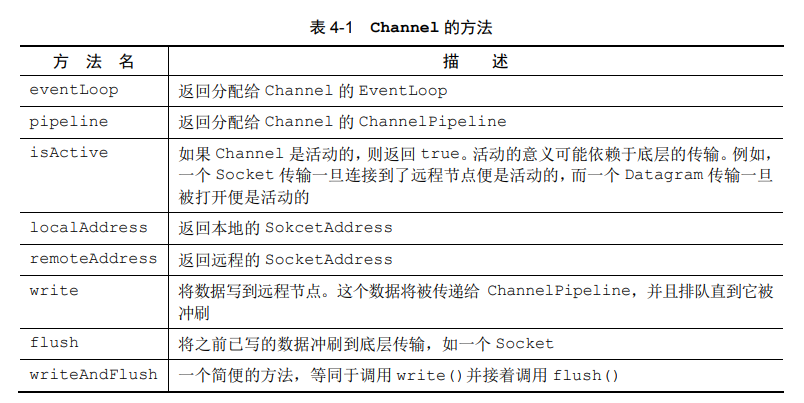 表 4-1 Channel 的方法
方 法 名 描 述
eventLoop 返回分配给 Channel 的 EventLoop
pipeline 返回分配给 Channel 的 ChannelPipeline
isActive 如果 Channel 是活动的，则返回 true。活动的意义可能依赖于底层的传输。例如，
一个 Socket 传输一旦连接到了远程节点便是活动的，而一个 Datagram 传输一旦
被打开便是活动的
localAddress 返回本地的 SokcetAddress
remoteAddress 返回远程的 SocketAddress
write 将数据写到远程节点。这个数据将被传递给 ChannelPipeline，并且排队直到它被
冲刷
flush 将之前已写的数据冲刷到底层传输，如一个 Socket
writeAndFlush 一个简便的方法，等同于调用 write()并接着调用 flush()